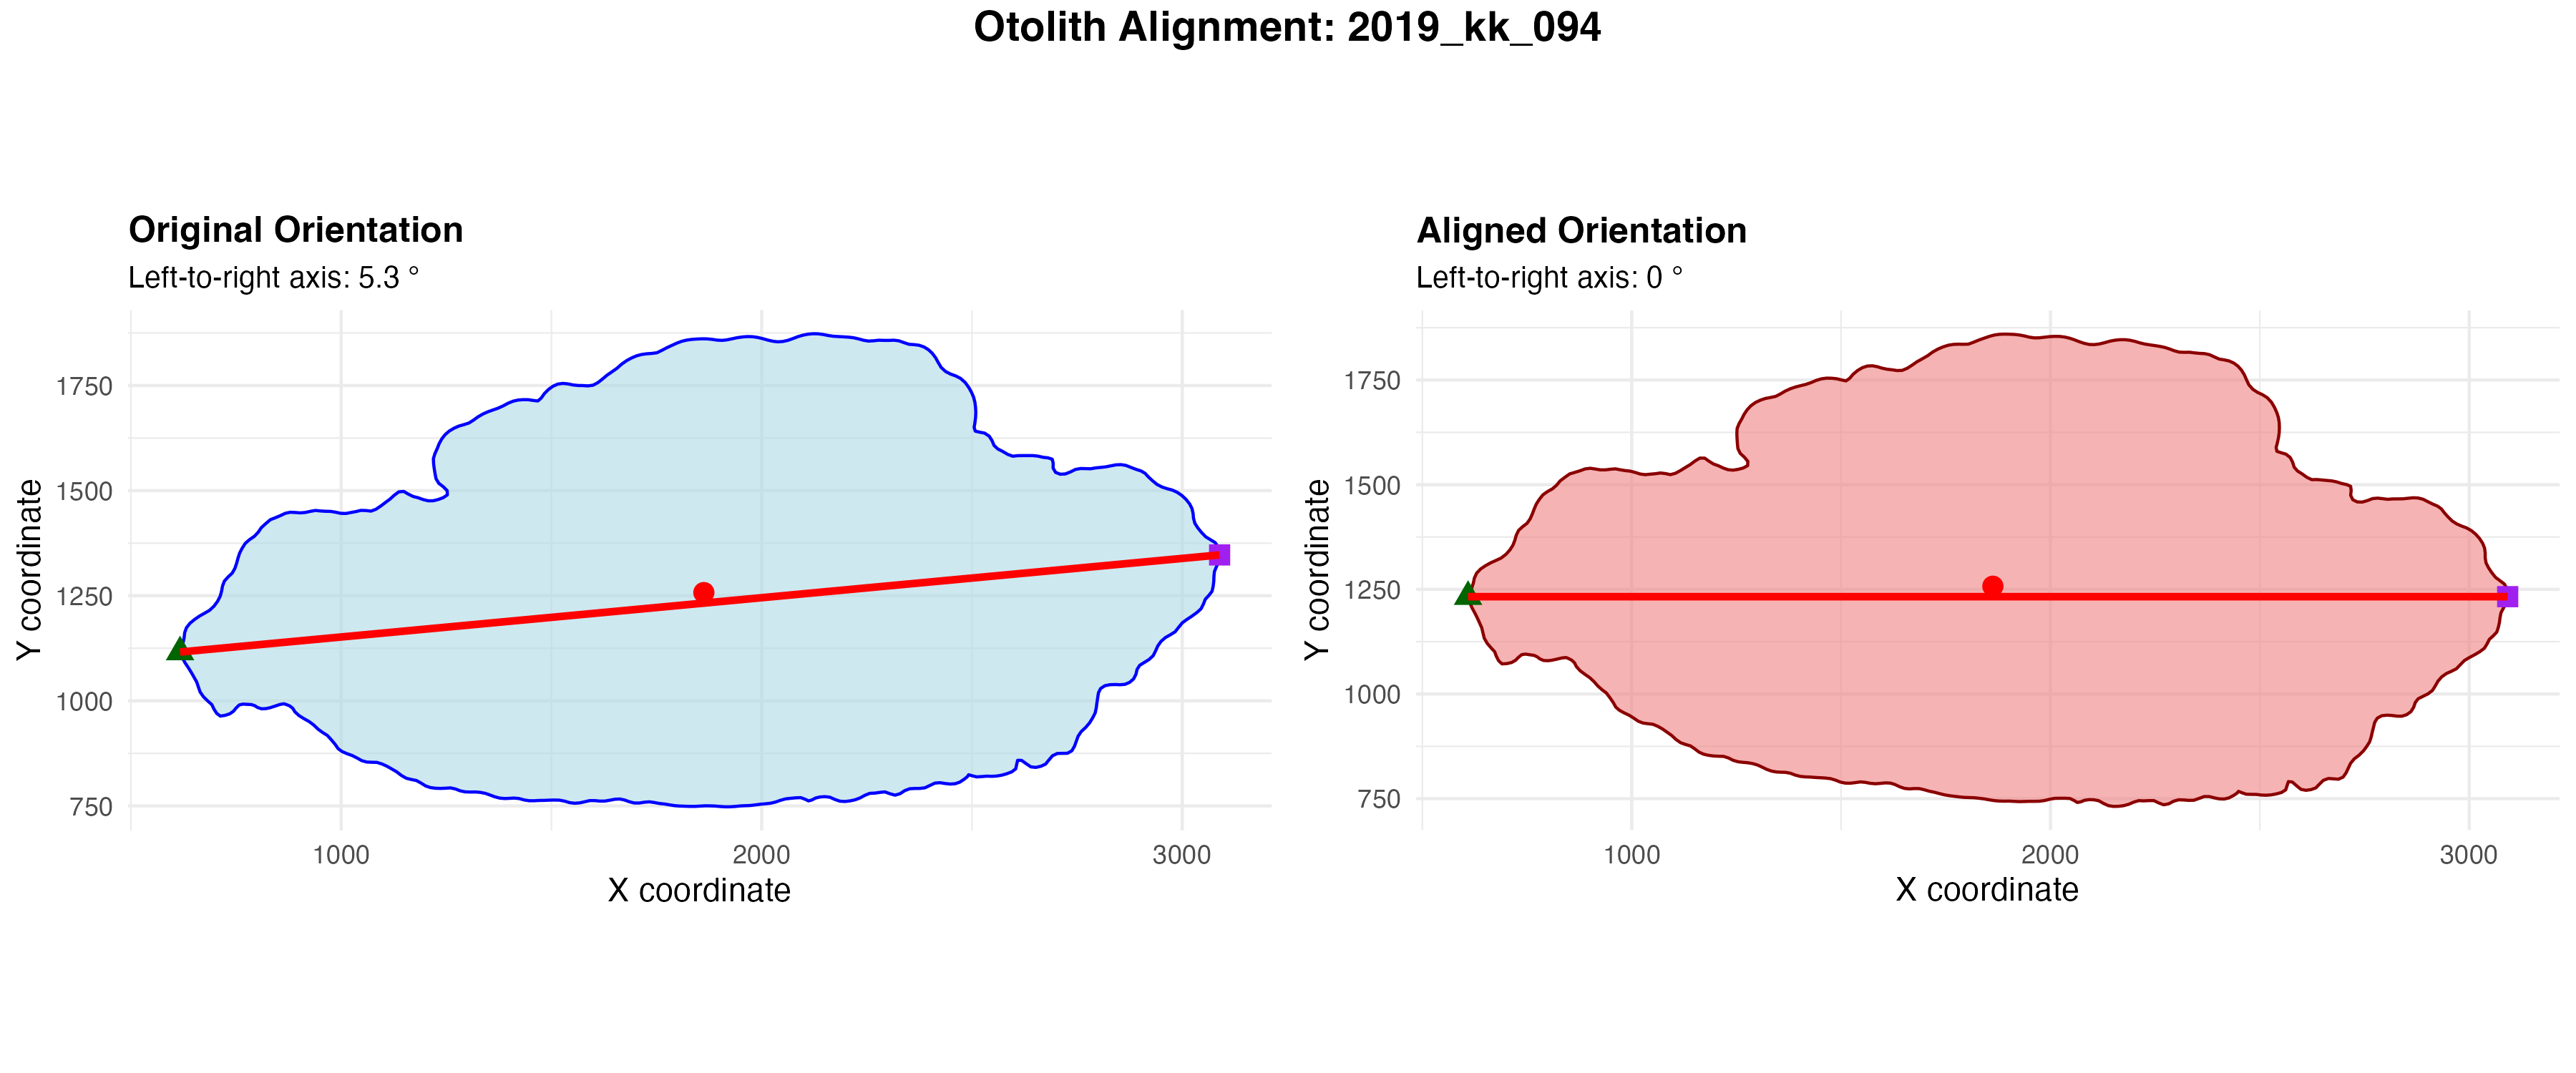 Otolith Alignment: 2019_kk_094
Original Orientation
Left-to-right axis: 5.3 °
1750
1500
1250
1000
750
Y coordinate
1000 2000 3000
X coordinate
Aligned Orientation
Left-to-right axis: 0 °
1750
1500
1250
1000
750
Y coordinate
1000 2000 3000
X coordinate